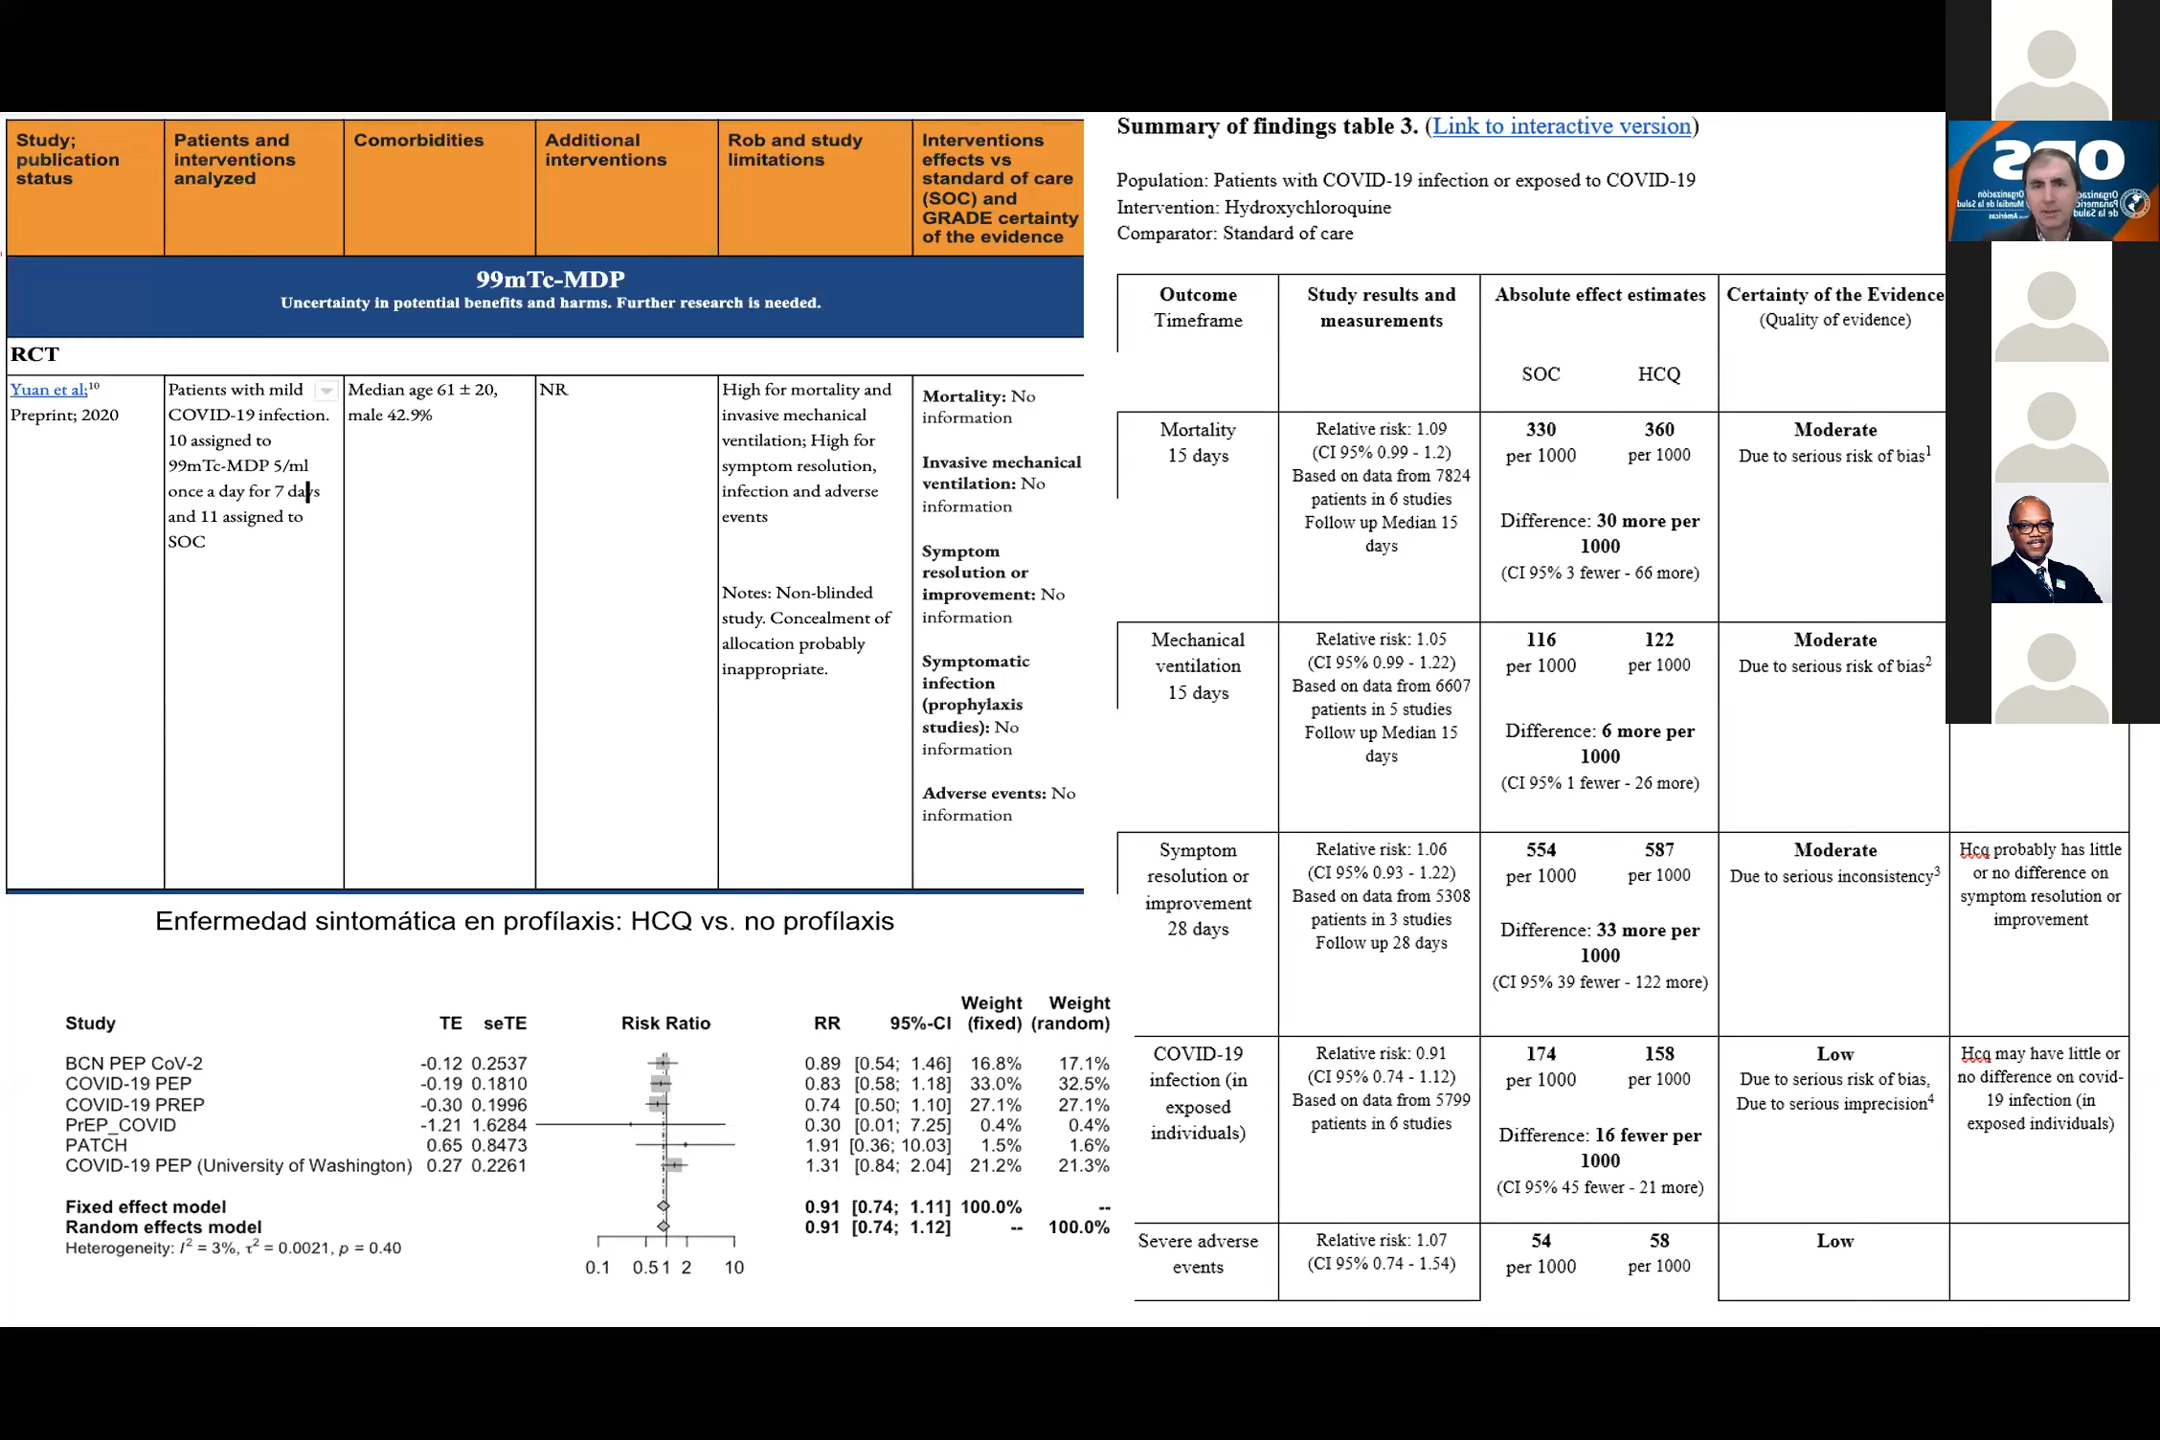 Study;
publication
status
Patients and
interventions
analyzed
Comorbidities
Additional
interventions
Rob and study
limitations
Interventions
effects vs
standard of care
(SOC) and
GRADE certainty
of the evidence
99mTc-MDP
Uncertainty in potential benefits and harms. Further research is needed.
RCT
Yuan et al;10
Preprint; 2020
Patients with mild
COVID-19 infection.
10 assigned to
99mTc-MDP 5/ml
once a day for 7 days
and 11 assigned to
SOC
Median age 61 ± 20,
male 42.9%
NR
High for mortality and
invasive mechanical
ventilation; High for
symptom resolution,
infection and adverse
events
Notes: Non-blinded
study. Concealment of
allocation probably
inappropriate.
Mortality: No
information
Invasive mechanical
ventilation: No
information
Symptom
resolution or
improvement: No
information
Symptomatic
infection
(prophylaxis
studies): No
information
Adverse events: No
information
Enfermedad sintomática en profílaxis: HCQ vs. no profílaxis
Weight Weight
Study TE seTE Risk Ratio RR 95%-CI (fixed) (random)
BCN PEP CoV-2 -0.12 0.2537 0.89 [0.54; 1.46] 16.8% 17.1%
COVID-19 PEP -0.19 0.1810 0.83 [0.58; 1.18] 33.0% 32.5%
COVID-19 PREP -0.30 0.1996 0.74 [0.50; 1.10] 27.1% 27.1%
PrEP_COVID -1.21 1.6284 0.30 [0.01; 7.25] 0.4% 0.4%
PATCH 0.65 0.8473 1.91 [0.36; 10.03] 1.5% 1.6%
COVID-19 PEP (University of Washington) 0.27 0.2261 1.31 [0.84; 2.04] 21.2% 21.3%
Fixed effect model 0.91 [0.74; 1.11] 100.0% --
Random effects model 0.91 [0.74; 1.12] -- 100.0%
Heterogeneity: I2 = 3%, τ2 = 0.0021, p = 0.40
0.1 0.5 1 2 10
Summary of findings table 3. (Link to interactive version)
Population: Patients with COVID-19 infection or exposed to COVID-19
Intervention: Hydroxychloroquine
Comparator: Standard of care
Outcome
Timeframe
Study results and
measurements
Absolute effect estimates
SOC HCQ
Certainty of the Evidence
(Quality of evidence)
Mortality
15 days
Relative risk: 1.09
(CI 95% 0.99 - 1.2)
Based on data from 7824
patients in 6 studies
Follow up Median 15
days
330 360
per 1000 per 1000
Difference: 30 more per
1000
(CI 95% 3 fewer - 66 more)
Moderate
Due to serious risk of bias1
Mechanical
ventilation
15 days
Relative risk: 1.05
(CI 95% 0.99 - 1.22)
Based on data from 6607
patients in 5 studies
Follow up Median 15
days
116 122
per 1000 per 1000
Difference: 6 more per
1000
(CI 95% 1 fewer - 26 more)
Moderate
Due to serious risk of bias2
Symptom
resolution or
improvement
28 days
Relative risk: 1.06
(CI 95% 0.93 - 1.22)
Based on data from 5308
patients in 3 studies
Follow up 28 days
554 587
per 1000 per 1000
Difference: 33 more per
1000
(CI 95% 39 fewer - 122 more)
Moderate
Due to serious inconsistency3
Hcq probably has little
or no difference on
symptom resolution or
improvement
COVID-19
infection (in
exposed
individuals)
Relative risk: 0.91
(CI 95% 0.74 - 1.12)
Based on data from 5799
patients in 6 studies
174 158
per 1000 per 1000
Difference: 16 fewer per
1000
(CI 95% 45 fewer - 21 more)
Low
Due to serious risk of bias,
Due to serious imprecision4
Hcq may have little or
no difference on covid-
19 infection (in
exposed individuals)
Severe adverse
events
Relative risk: 1.07
(CI 95% 0.74 - 1.54)
54 58
per 1000 per 1000
Low
OPS
Organización
Panamericana
de la Salud
Organización
Mundial de la Salud
Américas